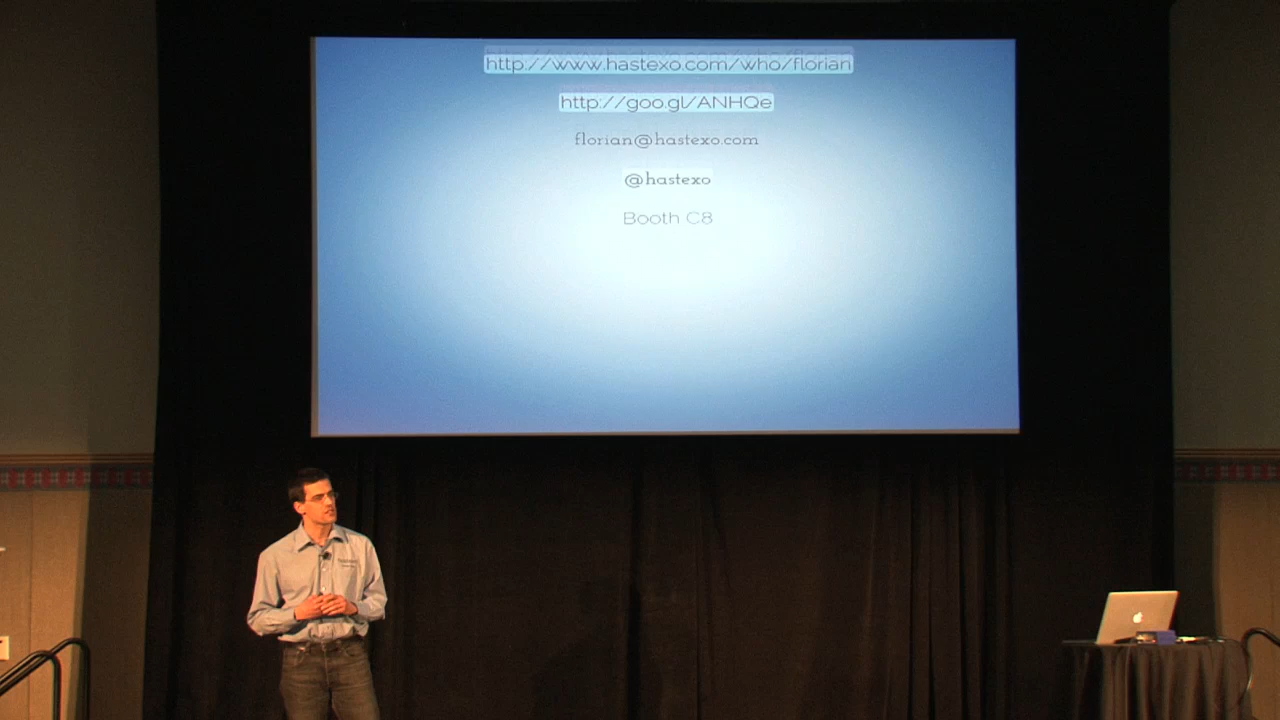 http://www.hastexo.com/who/florian
http://goo.gl/ANHQe
florian@hastexo.com
@hastexo
Booth C8